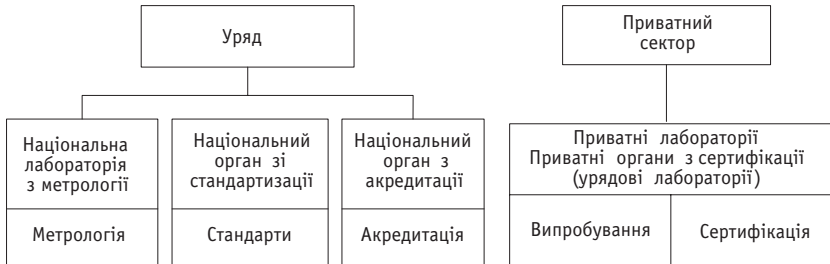 Уряд
Приватний
сектор
Національна
лабораторія
з метрології
Національний
орган зі
стандартизації
Національний
орган з
акредитації
Приватні лабораторії
Приватні органи з сертифікації
(урядові лабораторії)
Метрологія
Стандарти
Акредитація
Випробування
Сертифікація